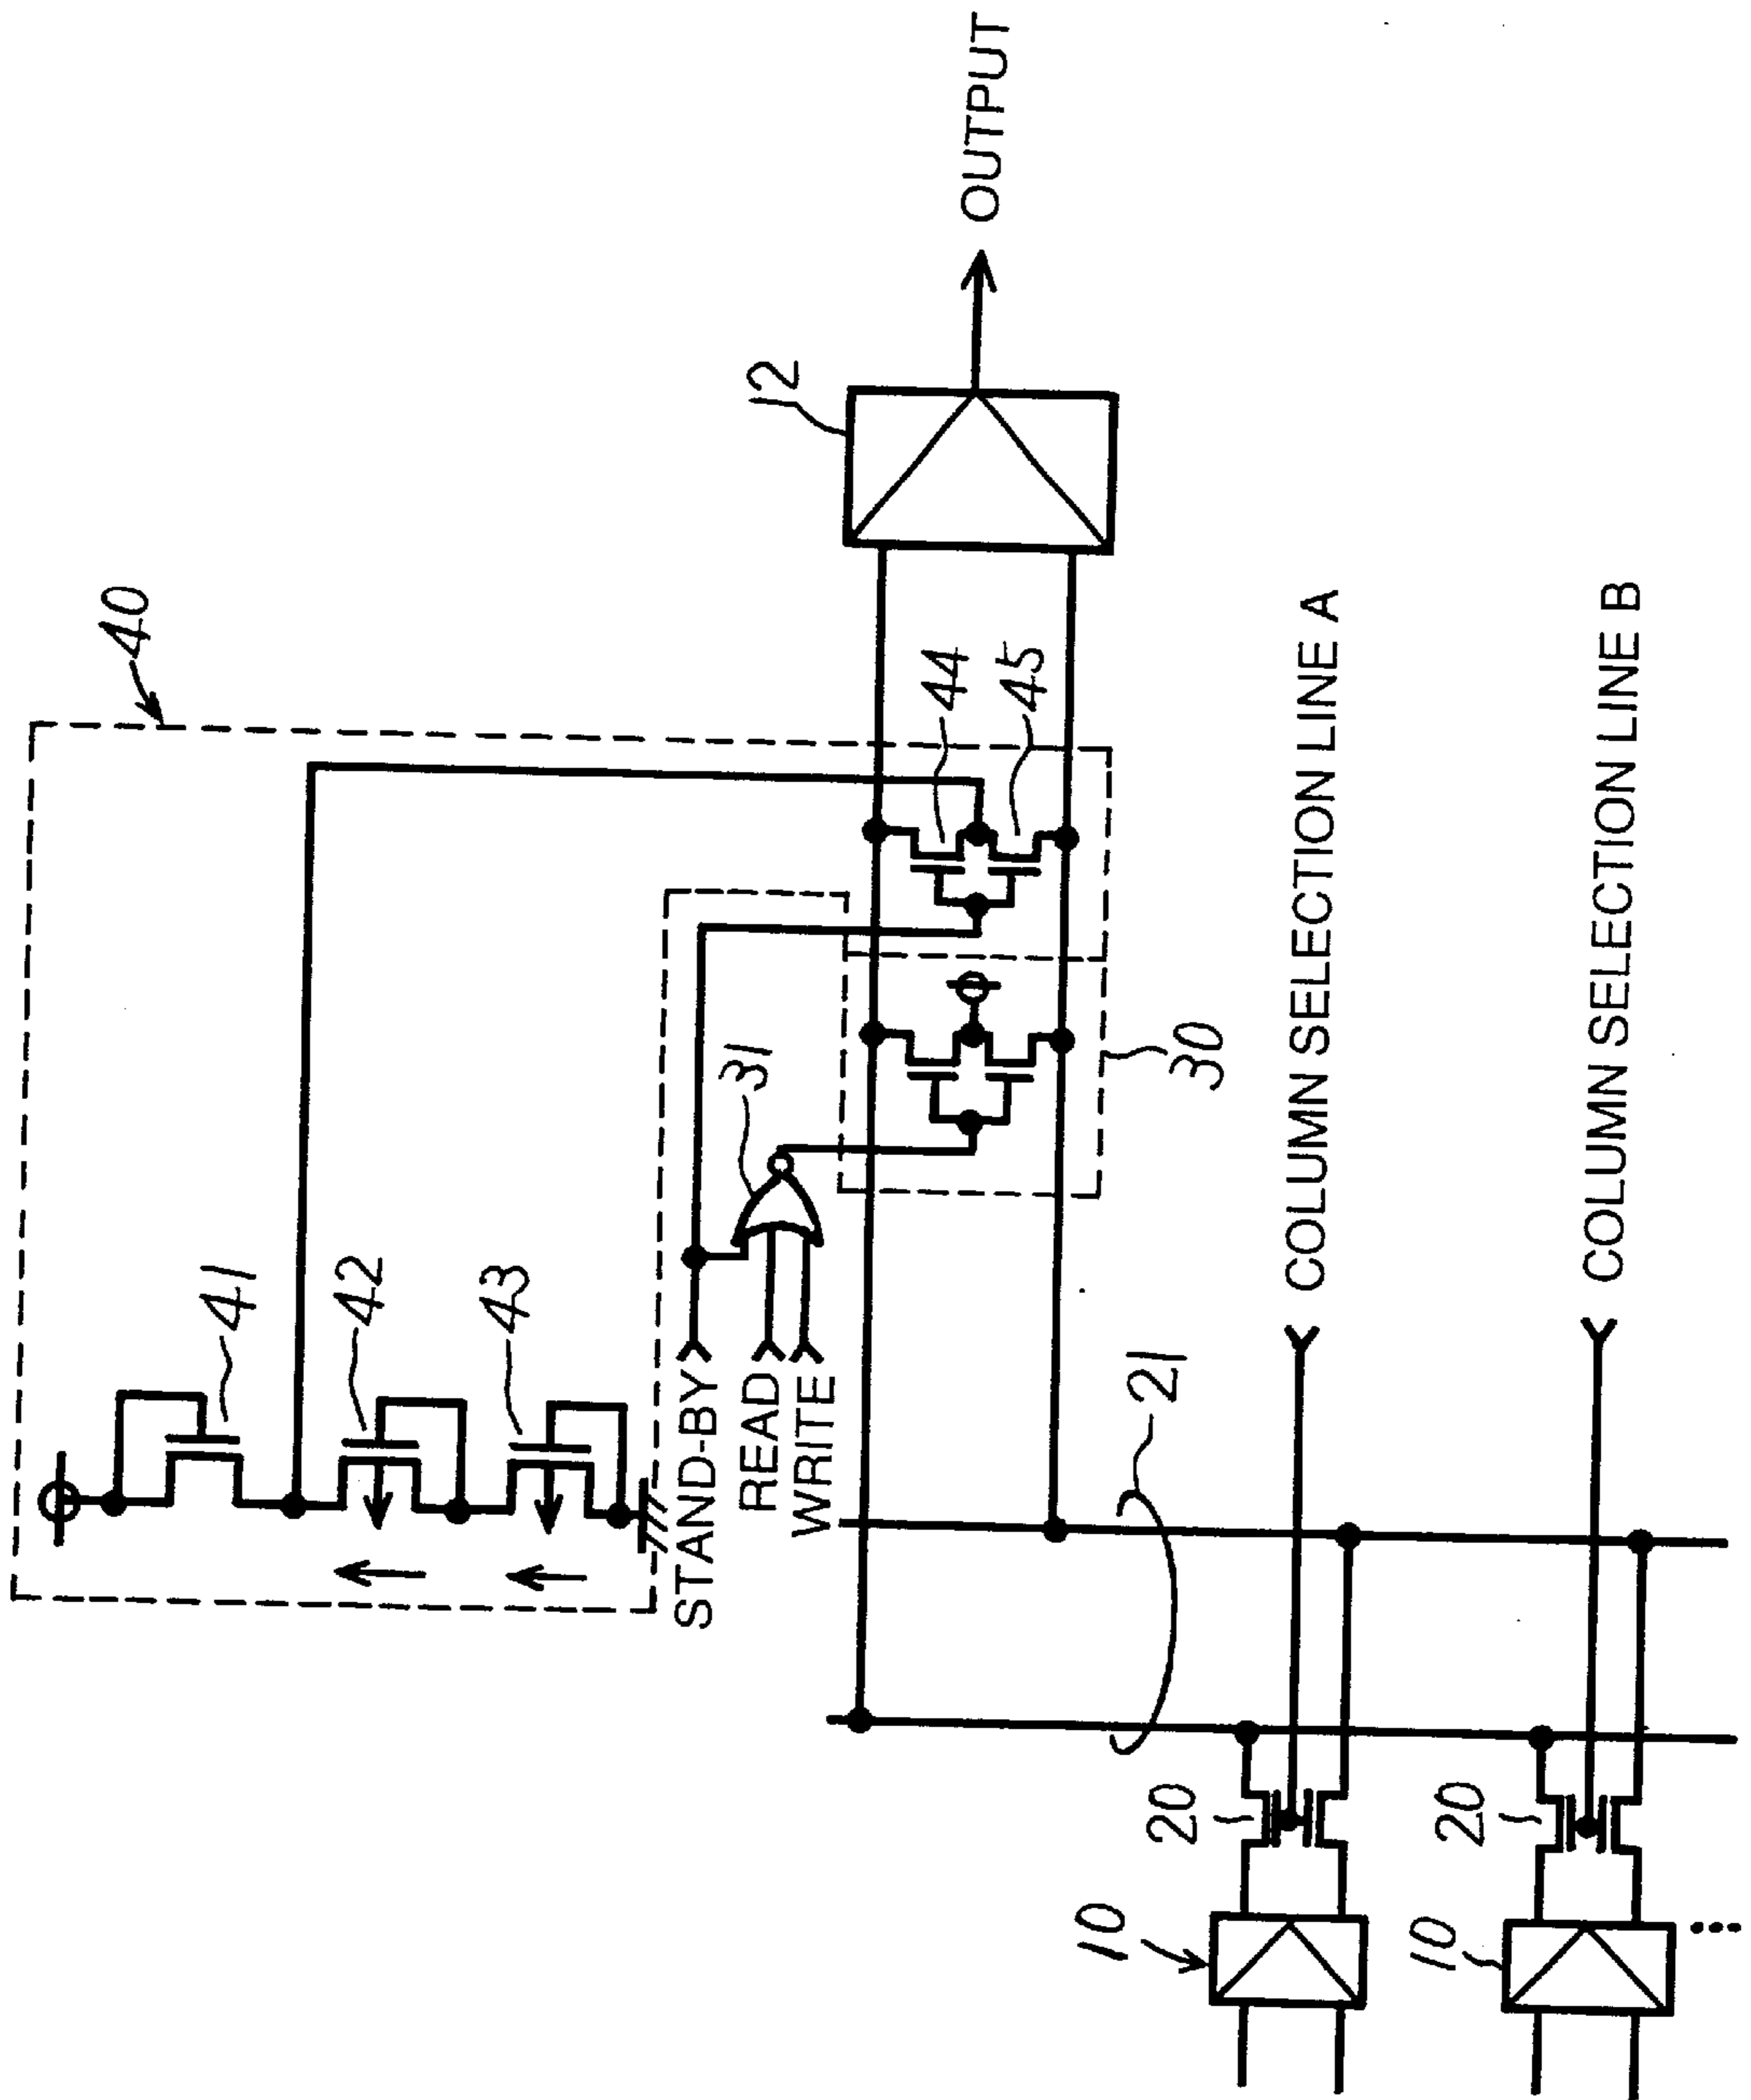 40
41
42
43
STAND-BY
READ
WRITE
31
44
45
30
12
OUTPUT
21
10
20
COLUMN SELECTION LINE A
10
20
COLUMN SELECTION LINE B